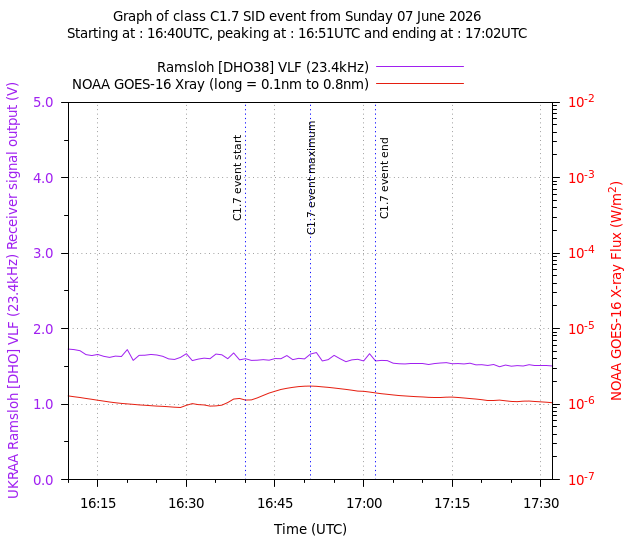 Graph of class C1.7 SID event from Sunday 07 June 2026
Starting at : 16:40UTC, peaking at : 16:51UTC and ending at : 17:02UTC
Ramsloh [DHO38] VLF (23.4kHz)
NOAA GOES-16 Xray (long = 0.1nm to 0.8nm)
UKRAA Ramsloh [DHO] VLF (23.4kHz) Receiver signal output (V)
5.0
4.0
3.0
2.0
1.0
0.0
C1.7 event start
C1.7 event maximum
C1.7 event end
10^-2
10^-3
10^-4
10^-5
10^-6
10^-7
NOAA GOES-16 X-ray Flux (W/m²)
16:15 16:30 16:45 17:00 17:15 17:30
Time (UTC)